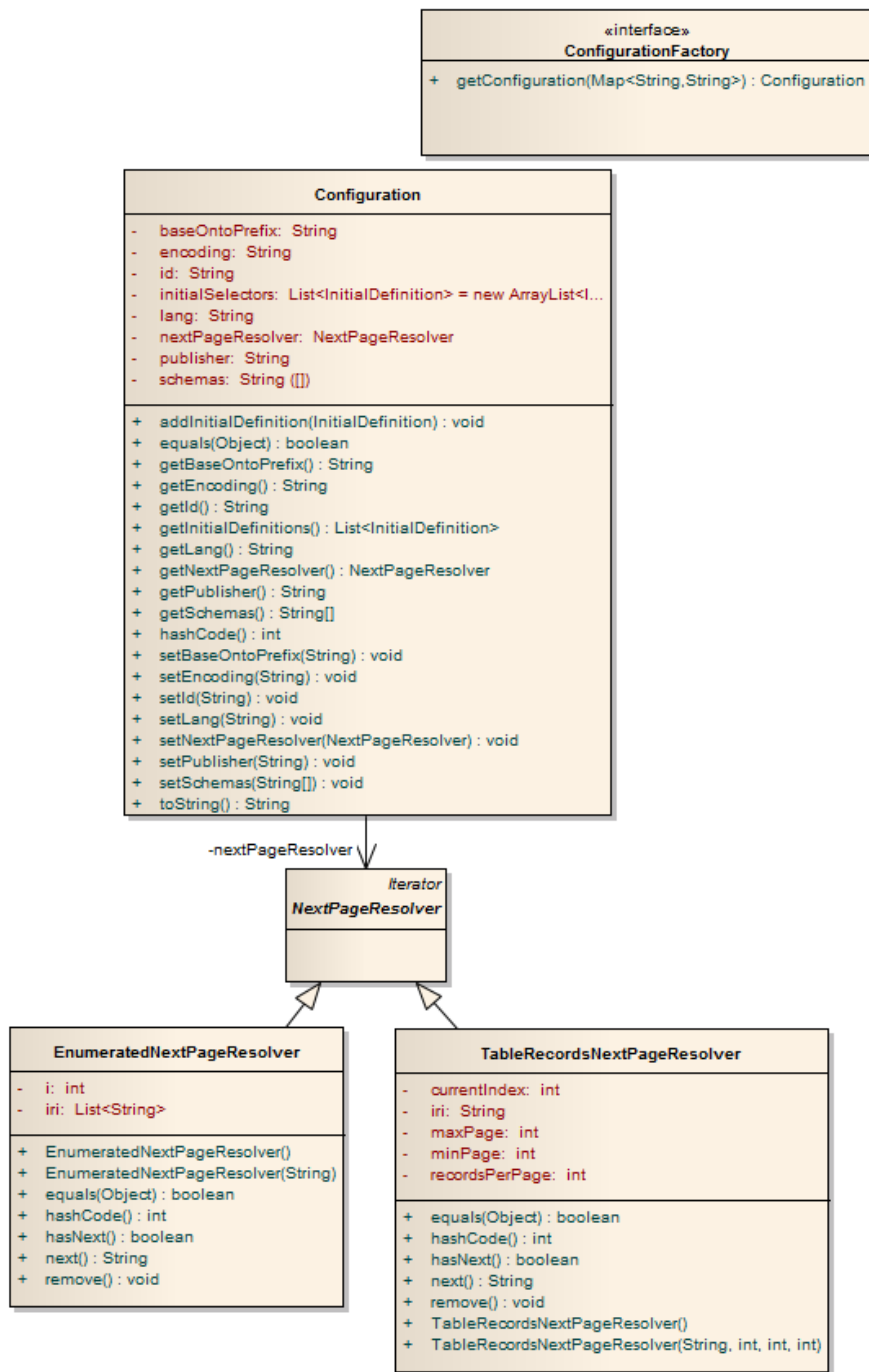 «interface»
ConfigurationFactory
+ getConfiguration(Map<String,String>) : Configuration
Configuration
- baseOntoPrefix: String
- encoding: String
- id: String
- initialSelectors: List<InitialDefinition> = new ArrayList<I...
- lang: String
- nextPageResolver: NextPageResolver
- publisher: String
- schemas: String ([])
+ addInitialDefinition(InitialDefinition) : void
+ equals(Object) : boolean
+ getBaseOntoPrefix() : String
+ getEncoding() : String
+ getId() : String
+ getInitialDefinitions() : List<InitialDefinition>
+ getLang() : String
+ getNextPageResolver() : NextPageResolver
+ getPublisher() : String
+ getSchemas() : String[]
+ hashCode() : int
+ setBaseOntoPrefix(String) : void
+ setEncoding(String) : void
+ setId(String) : void
+ setLang(String) : void
+ setNextPageResolver(NextPageResolver) : void
+ setPublisher(String) : void
+ setSchemas(String[]) : void
+ toString() : String
-nextPageResolver
Iterator
NextPageResolver
EnumeratedNextPageResolver
- i: int
- iri: List<String>
+ EnumeratedNextPageResolver()
+ EnumeratedNextPageResolver(String)
+ equals(Object) : boolean
+ hashCode() : int
+ hasNext() : boolean
+ next() : String
+ remove() : void
TableRecordsNextPageResolver
- currentIndex: int
- iri: String
- maxPage: int
- minPage: int
- recordsPerPage: int
+ equals(Object) : boolean
+ hashCode() : int
+ hasNext() : boolean
+ next() : String
+ remove() : void
+ TableRecordsNextPageResolver()
+ TableRecordsNextPageResolver(String, int, int, int)